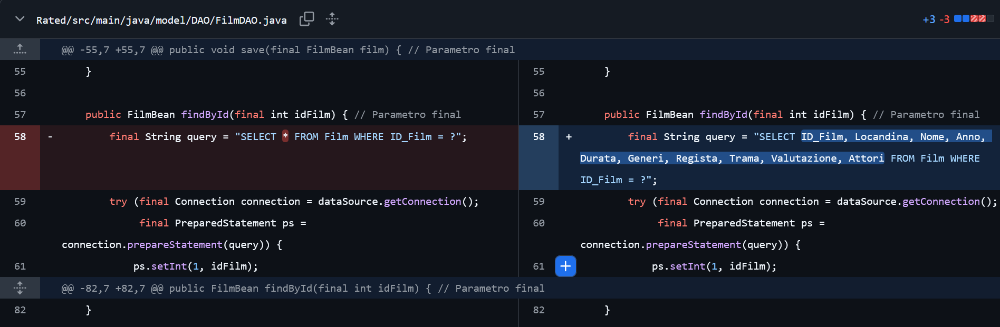 Rated/src/main/java/model/DAO/FilmDAO.java
+3 -3
@@ -55,7 +55,7 @@ public void save(final FilmBean film) { // Parametro final
55 }
56
57 public FilmBean findById(final int idFilm) { // Parametro final
58 - final String query = "SELECT * FROM Film WHERE ID_Film = ?";
59 try (final Connection connection = dataSource.getConnection();
60 final PreparedStatement ps =
connection.prepareStatement(query)) {
61 ps.setInt(1, idFilm);
55 }
56
57 public FilmBean findById(final int idFilm) { // Parametro final
58 + final String query = "SELECT ID_Film, Locandina, Nome, Anno,
Durata, Generi, Regista, Trama, Valutazione, Attori FROM Film WHERE
ID_Film = ?";
59 try (final Connection connection = dataSource.getConnection();
60 final PreparedStatement ps =
connection.prepareStatement(query)) {
61 ps.setInt(1, idFilm);
@@ -82,7 +82,7 @@ public FilmBean findById(final int idFilm) { // Parametro final
82 }
82 }